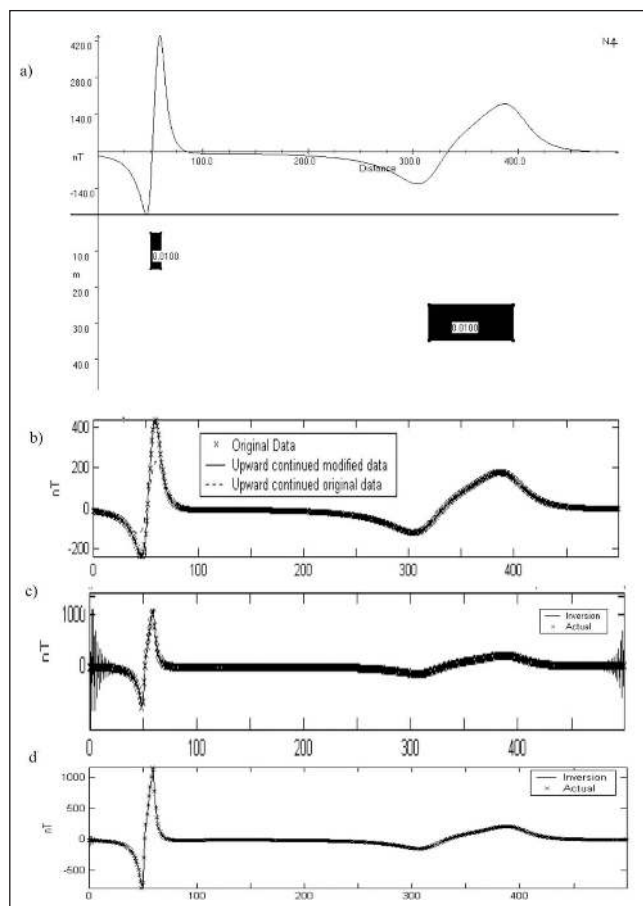 a)
420.0
280.0
140.0
nT
-140.0
N
100.0 200.0 300.0 400.0
Distance
10.0
m
20.0
30.0
40.0
0.0100
0.0100
b)
400
200
0
-200
nT
× Original Data
— Upward continued modified data
--- Upward continued original data
0 100 200 300 400
c)
1000
0
nT
Inversion
Actual
0 100 200 300 400
d
1000
500
0
-500
nT
Inversion
Actual
0 100 200 300 400